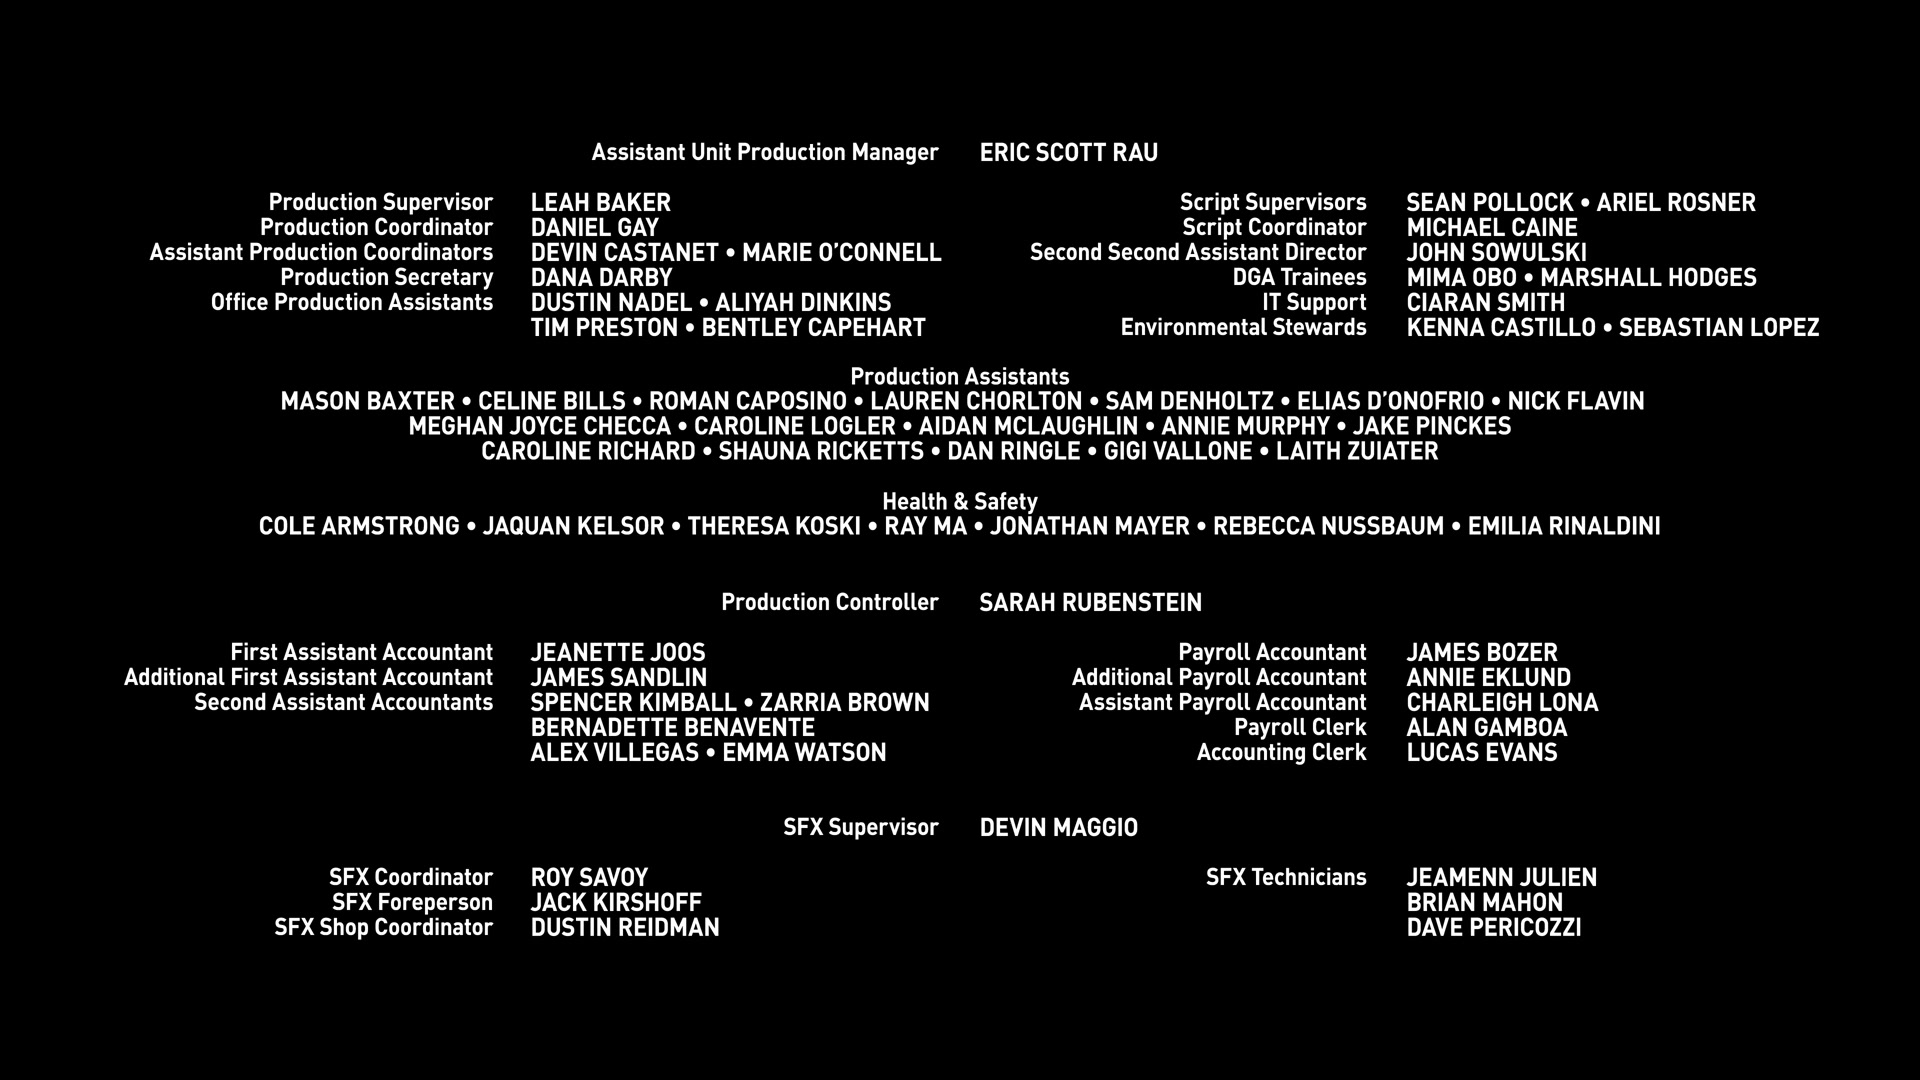 Assistant Unit Production Manager ERIC SCOTT RAU
Production Supervisor LEAH BAKER
Production Coordinator DANIEL GAY
Assistant Production Coordinators DEVIN CASTANET • MARIE O’CONNELL
Production Secretary DANA DARBY
Office Production Assistants DUSTIN NADEL • ALIYAH DINKINS
TIM PRESTON • BENTLEY CAPEHART
Script Supervisors SEAN POLLOCK • ARIEL ROSNER
Script Coordinator MICHAEL CAINE
Second Second Assistant Director JOHN SOWULSKI
DGA Trainees MIMA OBO • MARSHALL HODGES
IT Support CIARAN SMITH
Environmental Stewards KENNA CASTILLO • SEBASTIAN LOPEZ
Production Assistants
MASON BAXTER • CELINE BILLS • ROMAN CAPOSINO • LAUREN CHORLTON • SAM DENHOLTZ • ELIAS D’ONOFRIO • NICK FLAVIN
MEGHAN JOYCE CHECCA • CAROLINE LOGLER • AIDAN MCLAUGHLIN • ANNIE MURPHY • JAKE PINCKES
CAROLINE RICHARD • SHAUNA RICKETTS • DAN RINGLE • GIGI VALLONE • LAITH ZUIATER
Health & Safety
COLE ARMSTRONG • JAQUAN KELSOR • THERESA KOSKI • RAY MA • JONATHAN MAYER • REBECCA NUSSBAUM • EMILIA RINALDINI
Production Controller SARAH RUBENSTEIN
First Assistant Accountant JEANETTE JOOS
Additional First Assistant Accountant JAMES SANDLIN
Second Assistant Accountants SPENCER KIMBALL • ZARRIA BROWN
BERNADETTE BENAVENTE
ALEX VILLEGAS • EMMA WATSON
Payroll Accountant JAMES BOZER
Additional Payroll Accountant ANNIE EKLUND
Assistant Payroll Accountant CHARLEIGH LONA
Payroll Clerk ALAN GAMBOA
Accounting Clerk LUCAS EVANS
SFX Supervisor DEVIN MAGGIO
SFX Coordinator ROY SAVOY
SFX Foreperson JACK KIRSHOFF
SFX Shop Coordinator DUSTIN REIDMAN
SFX Technicians JEAMENN JULIEN
BRIAN MAHON
DAVE PERICOZZI